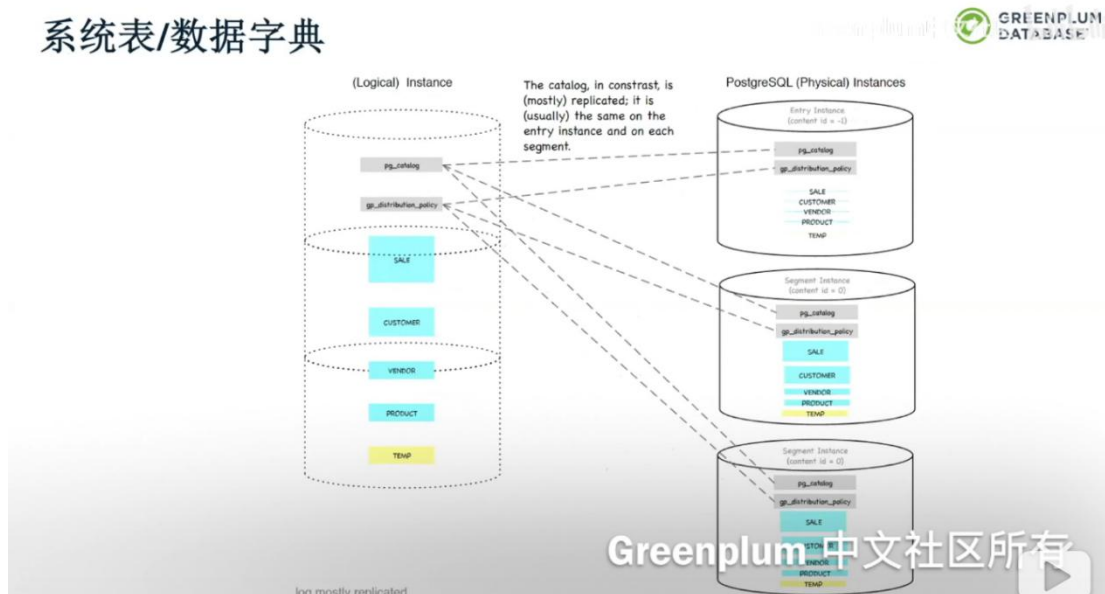 系统表/数据字典
GREENPLUM
DATABASE
(Logical) Instance
The catalog, in constrast, is
(mostly) replicated; it is
(usually) the same on the
entry instance and on each
segment.
PostgreSQL (Physical) Instances
pg_catalog
gp_distribution_policy
SALE
CUSTOMER
VENDOR
PRODUCT
TEMP
Entry Instance
(content id = -1)
pg_catalog
gp_distribution_policy
SALE
CUSTOMER
VENDOR
PRODUCT
TEMP
Segment Instance
(content id = 0)
pg_catalog
gp_distribution_policy
SALE
CUSTOMER
VENDOR
PRODUCT
TEMP
Segment Instance
(content id = 0)
pg_catalog
gp_distribution_policy
SALE
VENDOR
PRODUCT
TEMP
Greenplum 中文社区所有
log mostly replicated